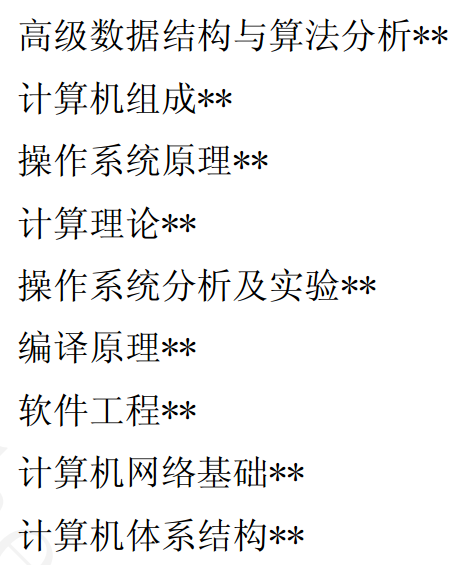 高级数据结构与算法分析**
计算机组成**
操作系统原理**
计算理论**
操作系统分析及实验**
编译原理**
软件工程**
计算机网络基础**
计算机体系结构**